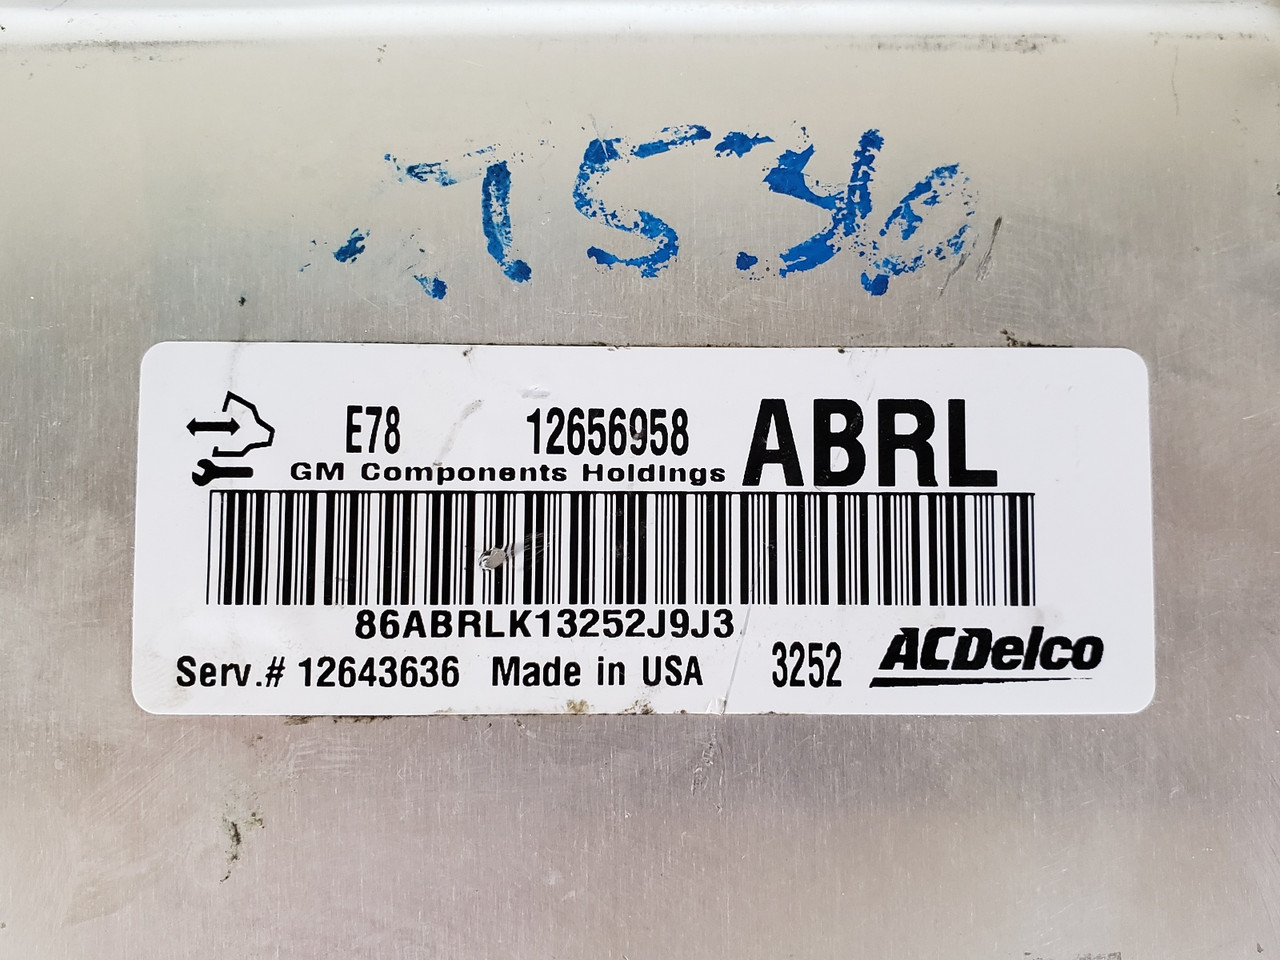 E78 12656958 ABRL
GM Components Holdings
86ABRLK13252J9J3
Serv.# 12643636 Made in USA 3252 ACDelco